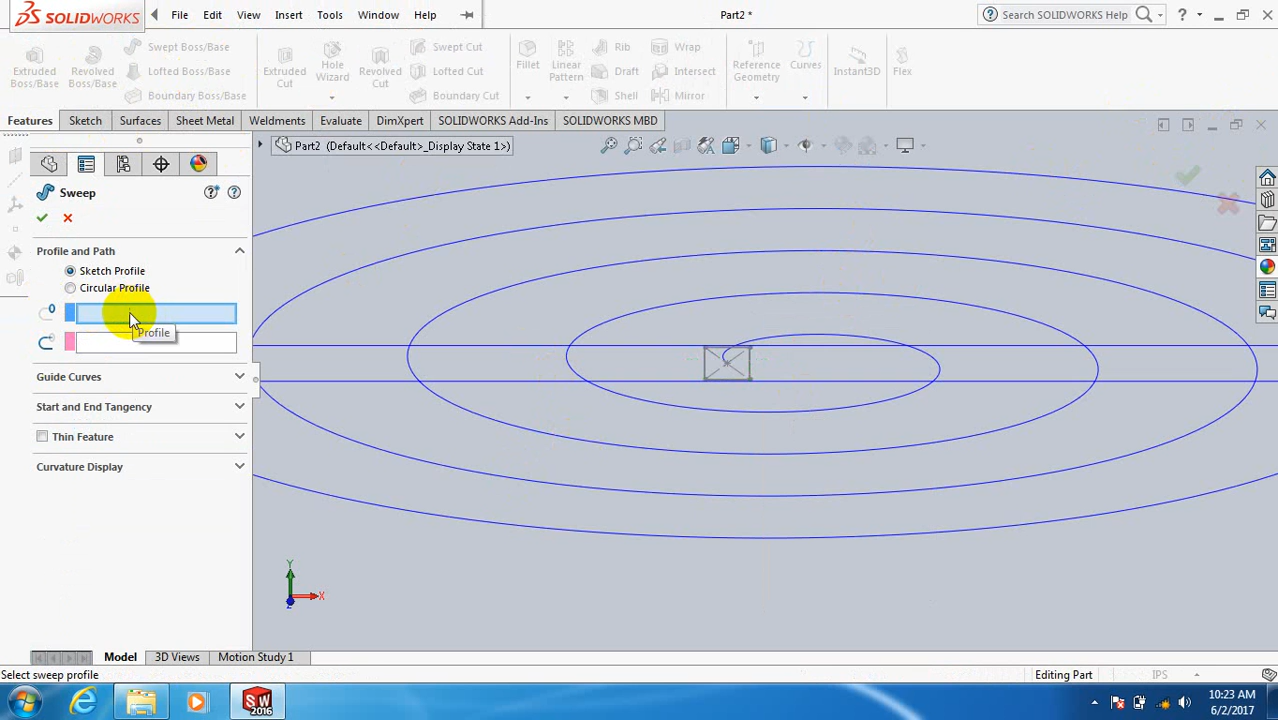 SOLIDWORKS File Edit View Insert Tools Window Help Part2 * Search SOLIDWORKS Help ?
Extruded Boss/Base Revolved Boss/Base Swept Boss/Base Lofted Boss/Base Boundary Boss/Base Extruded Cut Hole Wizard Revolved Cut Swept Cut Lofted Cut Boundary Cut Fillet Linear Pattern Rib Draft Shell Wrap Intersect Mirror Reference Geometry Curves Instant3D Flex
Features Sketch Surfaces Sheet Metal Weldments Evaluate DimXpert SOLIDWORKS Add-Ins SOLIDWORKS MBD
Part2 (Default<<Default>_Display State 1>)
Sweep
Profile and Path
Sketch Profile
Circular Profile
Profile
Guide Curves
Start and End Tangency
Thin Feature
Curvature Display
Y
X
Z
Model 3D Views Motion Study 1
Select sweep profile Editing Part IPS
SW 2016
10:23 AM
6/2/2017